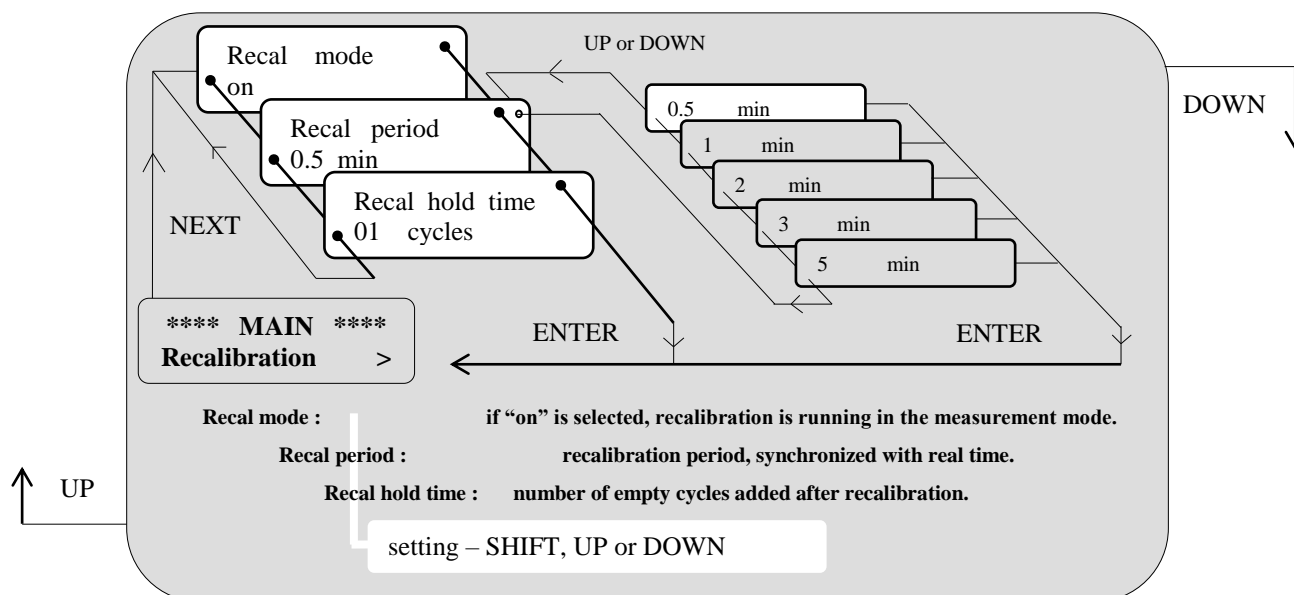 UP or DOWN
Recal mode
on
Recal period
0.5 min
Recal hold time
01 cycles
0.5 min
1 min
2 min
3 min
5 min
DOWN
NEXT
**** MAIN ****
Recalibration >
ENTER
ENTER
Recal mode : if “on” is selected, recalibration is running in the measurement mode.
Recal period : recalibration period, synchronized with real time.
Recal hold time : number of empty cycles added after recalibration.
UP
setting – SHIFT, UP or DOWN